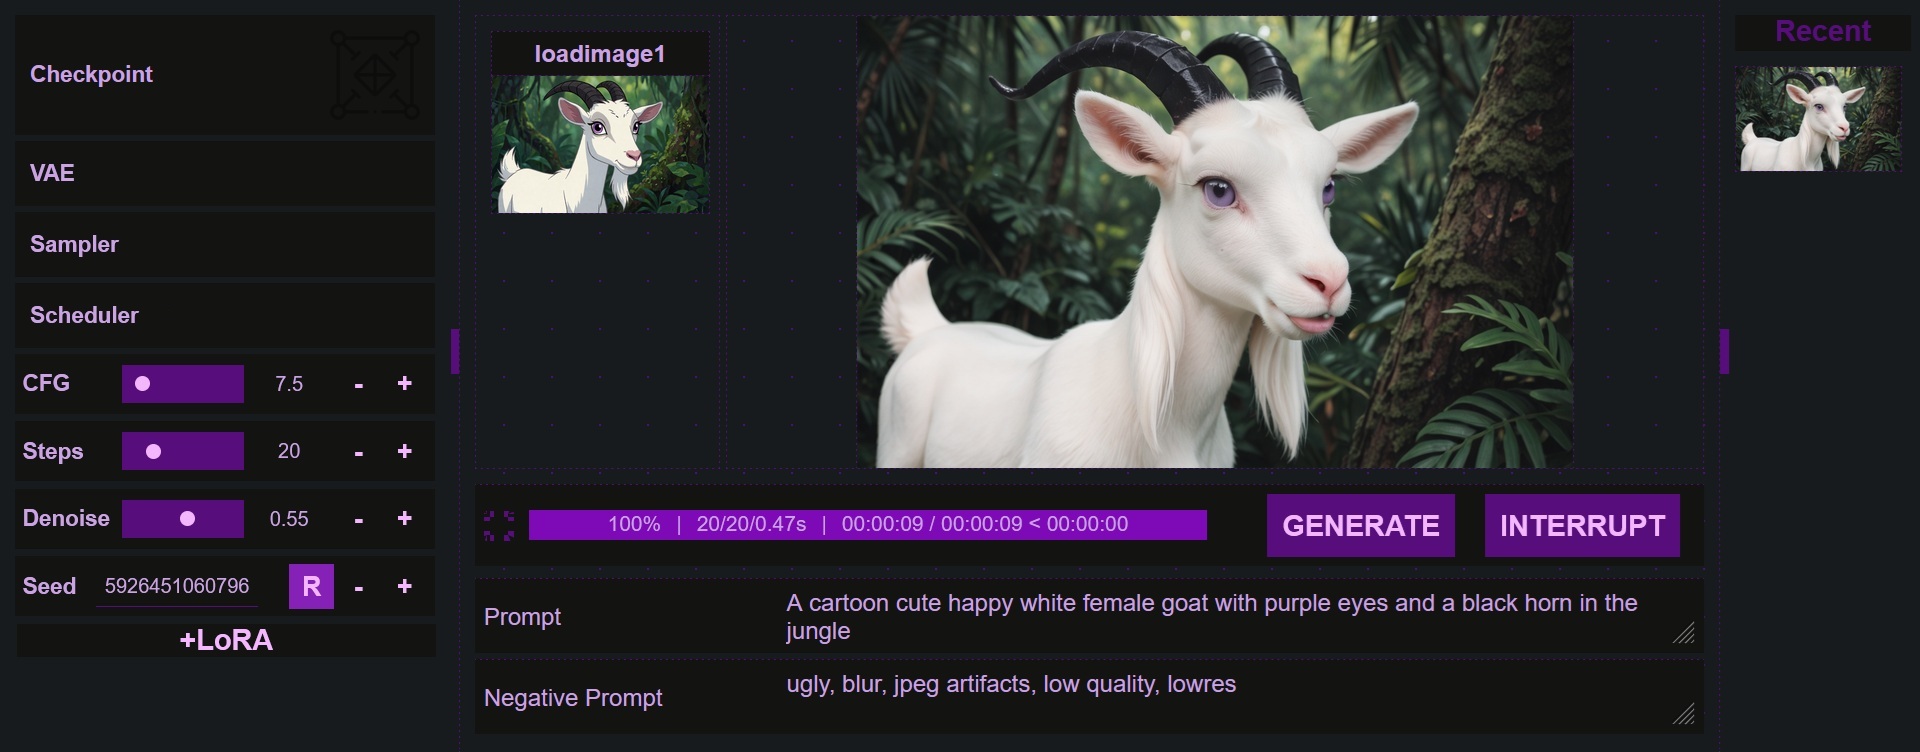 Checkpoint
VAE
Sampler
Scheduler
CFG 7.5 - +
Steps 20 - +
Denoise 0.55 - +
Seed 5926451060796 R - +
+LoRA
loadimage1
100% | 20/20/0.47s | 00:00:09 / 00:00:09 < 00:00:00
GENERATE
INTERRUPT
Prompt
A cartoon cute happy white female goat with purple eyes and a black horn in the
jungle
Negative Prompt
ugly, blur, jpeg artifacts, low quality, lowres
Recent